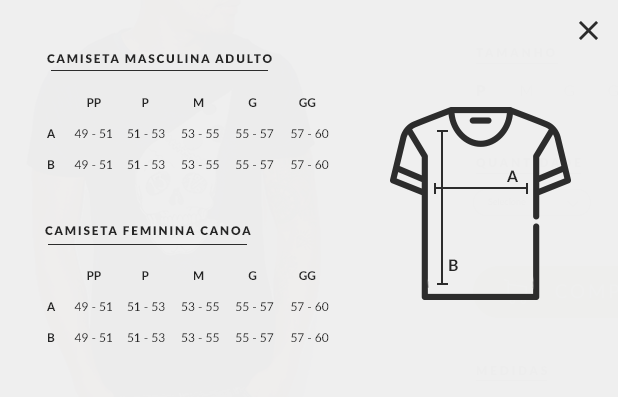 CAMISETA MASCULINA ADULTO
PP P M G GG
A 49 - 51 51 - 53 53 - 55 55 - 57 57 - 60
B 49 - 51 51 - 53 53 - 55 55 - 57 57 - 60
CAMISETA FEMININA CANOA
PP P M G GG
A 49 - 51 51 - 53 53 - 55 55 - 57 57 - 60
B 49 - 51 51 - 53 53 - 55 55 - 57 57 - 60
A
B